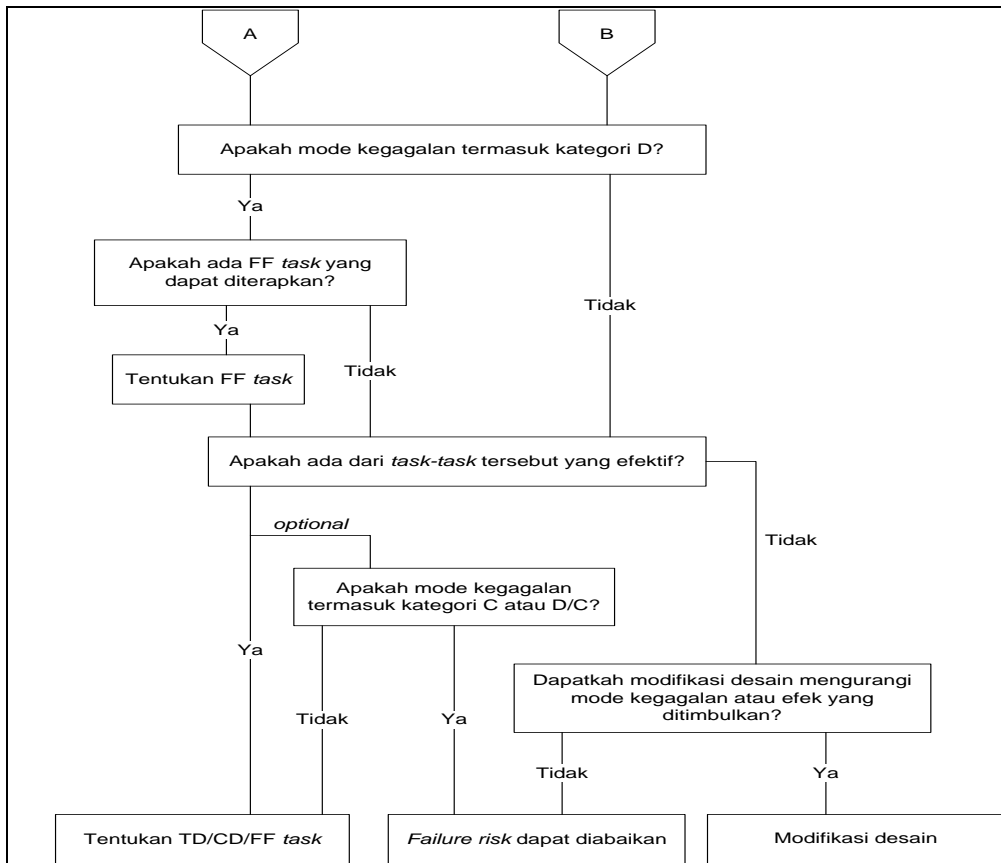 A
B
Apakah mode kegagalan termasuk kategori D?
Ya
Apakah ada FF task yang
dapat diterapkan?
Tidak
Ya
Tentukan FF task
Tidak
Apakah ada dari task-task tersebut yang efektif?
optional
Tidak
Apakah mode kegagalan
termasuk kategori C atau D/C?
Ya
Dapatkah modifikasi desain mengurangi
mode kegagalan atau efek yang
ditimbulkan?
Tidak
Ya
Tidak
Ya
Tentukan TD/CD/FF task
Failure risk dapat diabaikan
Modifikasi desain